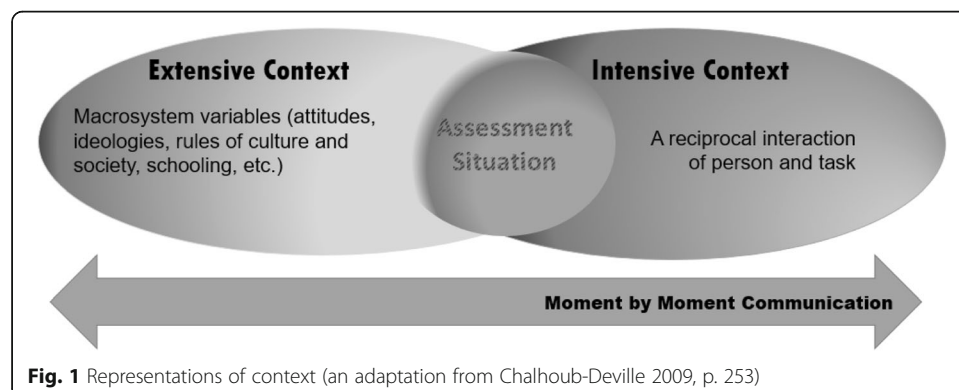 Extensive Context
Macrosystem variables (attitudes,
ideologies, rules of culture and
society, schooling, etc.)
Assessment
Situation
Intensive Context
A reciprocal interaction
of person and task
Moment by Moment Communication
Fig. 1 Representations of context (an adaptation from Chalhoub-Deville 2009, p. 253)